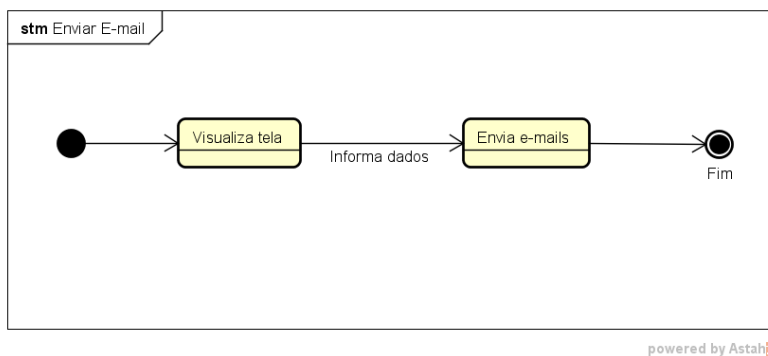 stm Enviar E-mail
Visualiza tela
Informa dados
Envia e-mails
Fim
powered by Astah